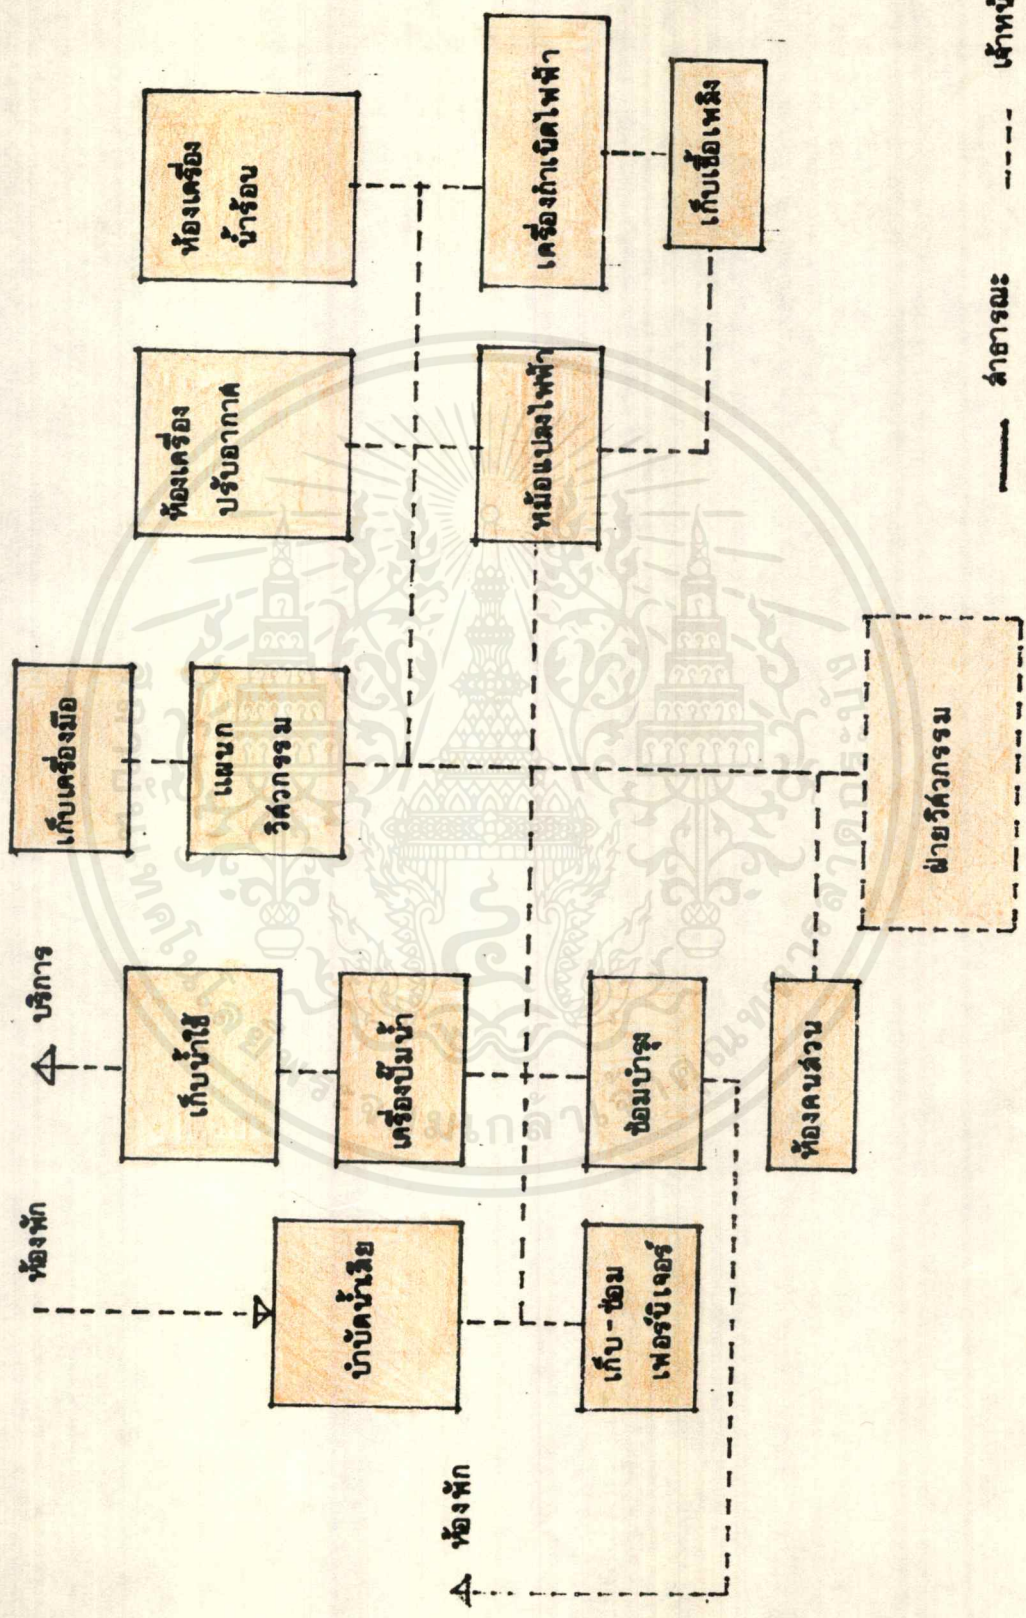 ห้องพัก
บริการ
เก็บเครื่องมือ
เก็บน้ำใช้
แผนก
วิศวกรรม
ห้องเครื่อง
ปรับอากาศ
ห้องเครื่อง
น้ำร้อน
บำบัดน้ำเสีย
เครื่องปั๊มน้ำ
ห้องพัก
เก็บ-ซ่อม
เฟอร์นิเจอร์
ซ่อมบำรุง
หม้อแปลงไฟฟ้า
เครื่องกำเนิดไฟฟ้า
เก็บเชื้อเพลิง
ห้องคนสวน
ฝ่ายวิศวกรรม
สาธารณะ